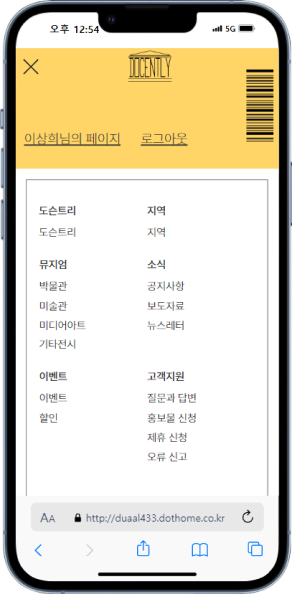 오후 12:54 5G
DOCENTLY
이상희님의 페이지 로그아웃
도슨트리 지역
도슨트리 지역
뮤지엄 소식
박물관 공지사항
미술관 보도자료
미디어아트 뉴스레터
기타전시
이벤트 고객지원
이벤트 질문과 답변
할인 홍보물 신청
제휴 신청
오류 신고
AA http://duaal433.dothome.co.kr